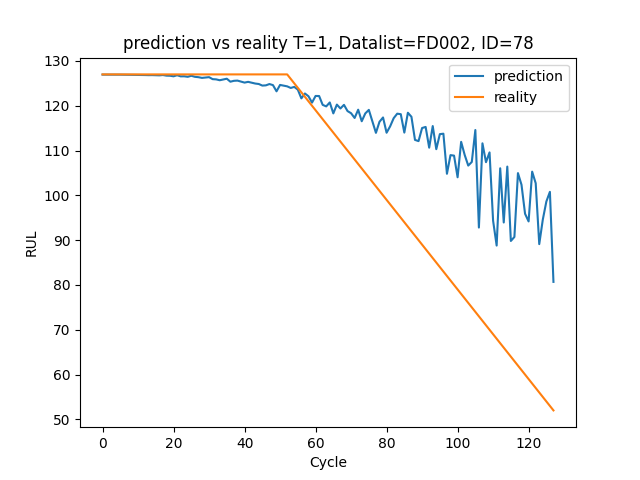 prediction vs reality T=1, Datalist=FD002, ID=78
prediction
reality
RUL
130
120
110
100
90
80
70
60
50
0 20 40 60 80 100 120
Cycle